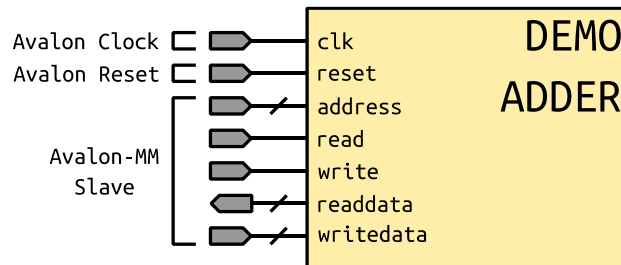 Avalon Clock
clk
DEMO
Avalon Reset
reset
ADDER
address
read
Avalon-MM
Slave
write
readdata
writedata